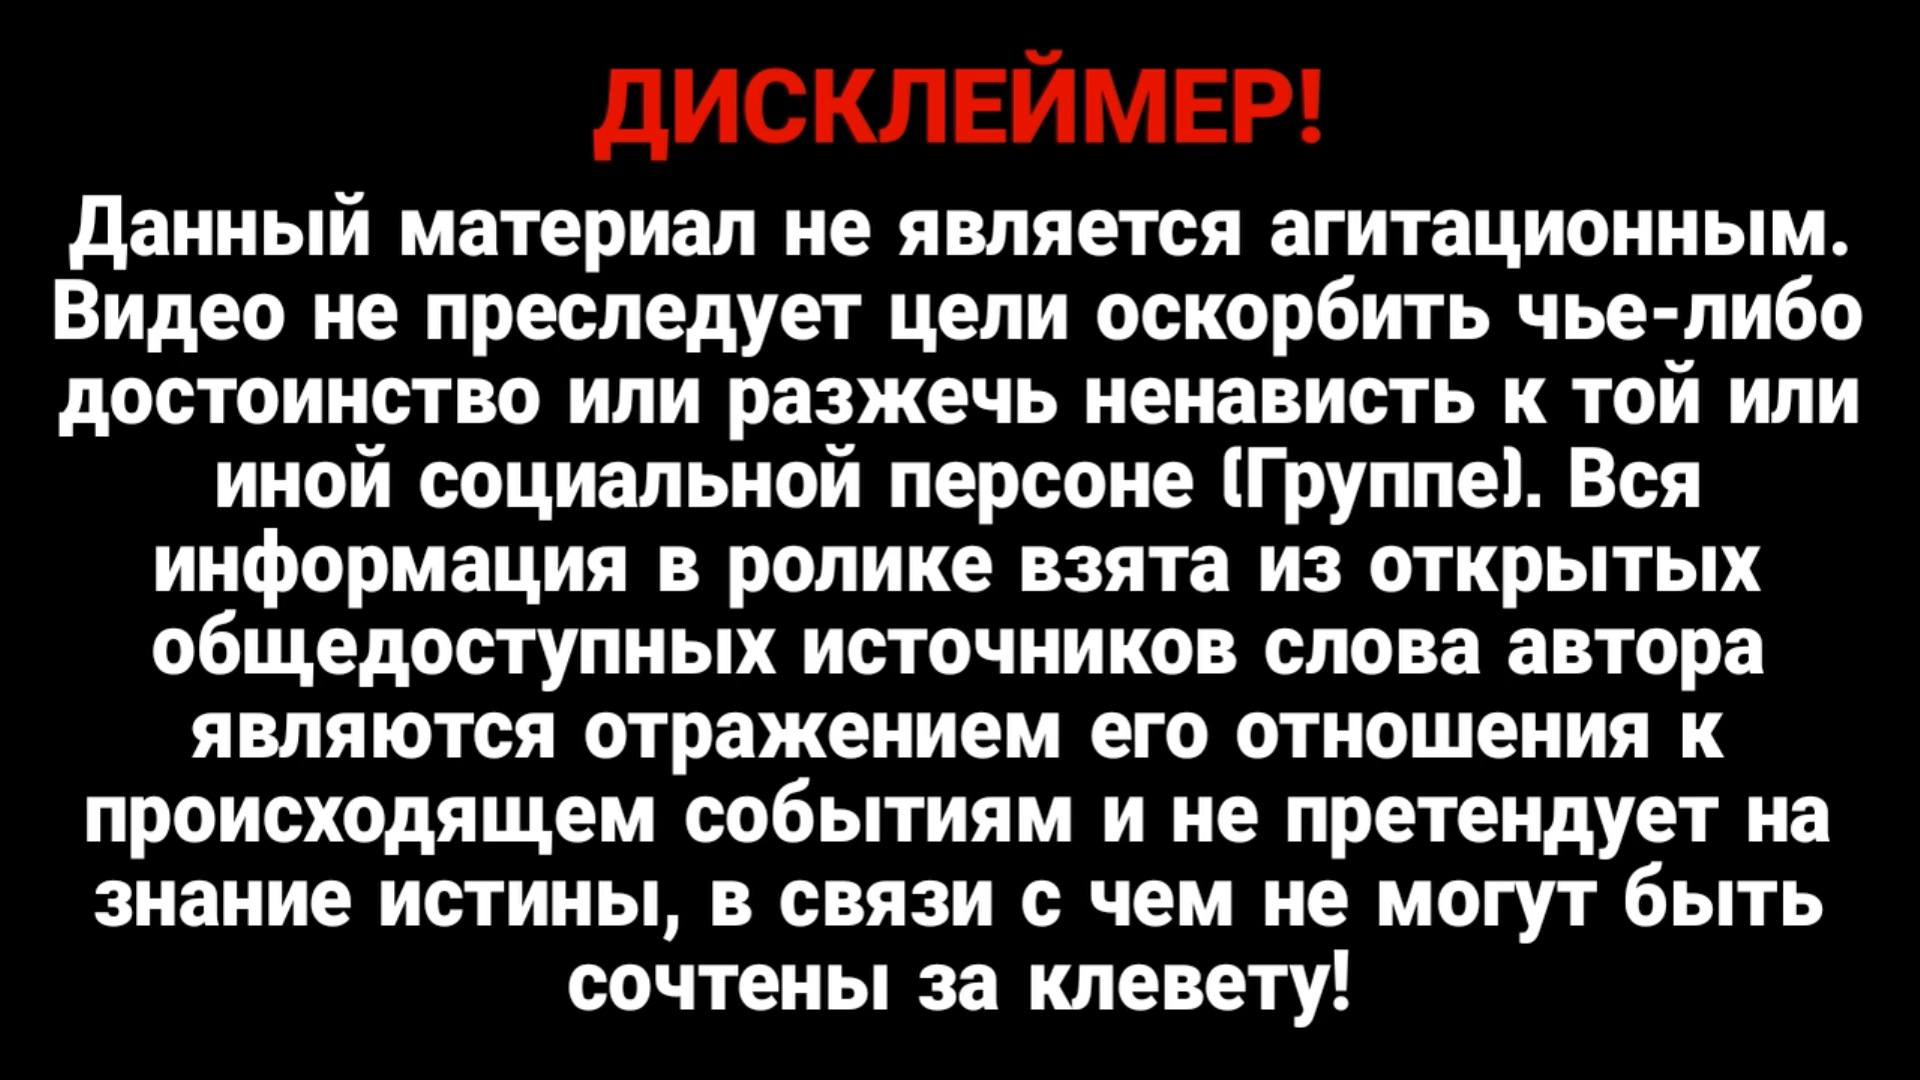 ДИСКЛЕЙМЕР!
Данный материал не является агитационным.
Видео не преследует цели оскорбить чье-либо
достоинство или разжечь ненависть к той или
иной социальной персоне (Группе). Вся
информация в ролике взята из открытых
общедоступных источников слова автора
являются отражением его отношения к
происходящем событиям и не претендует на
знание истины, в связи с чем не могут быть
сочтены за клевету!